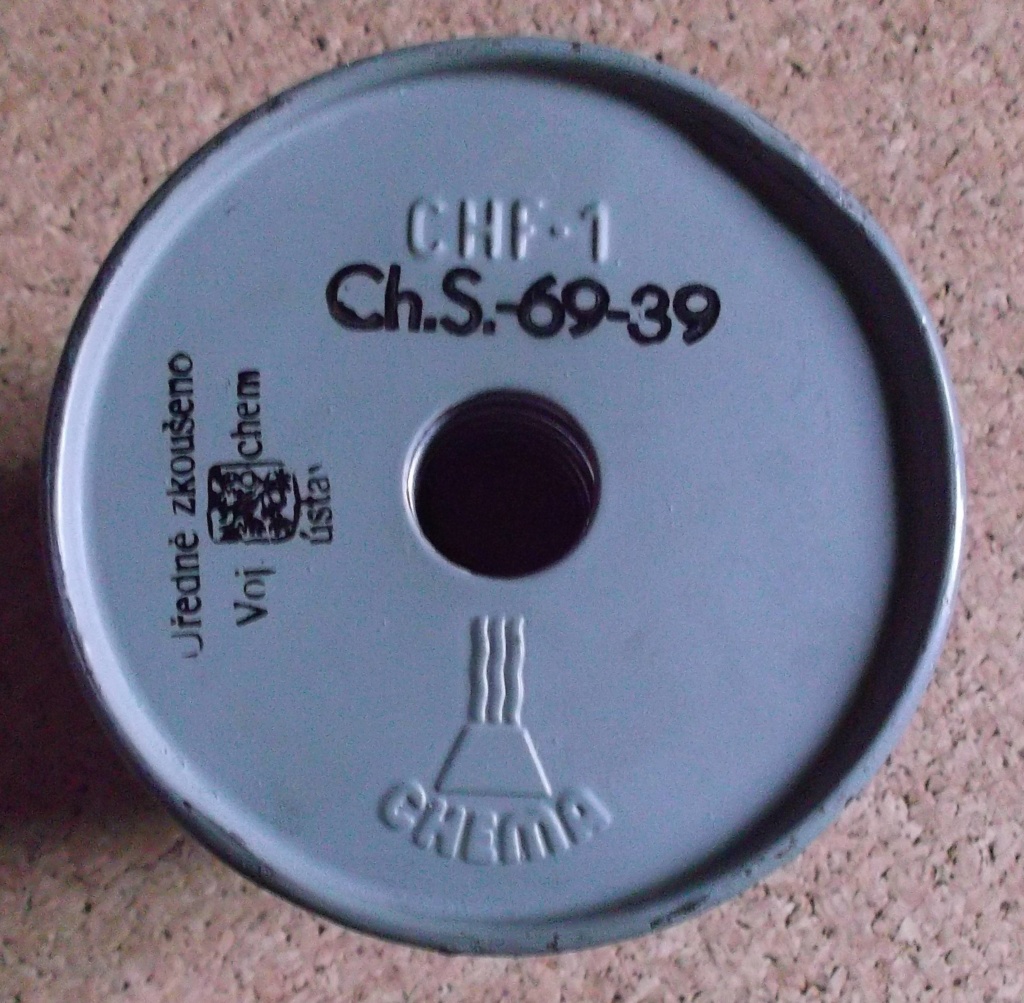 CHF-1
Ch.S.-69-39
Úředně zkoušeno
Voj. chem
ústav
CHEMA